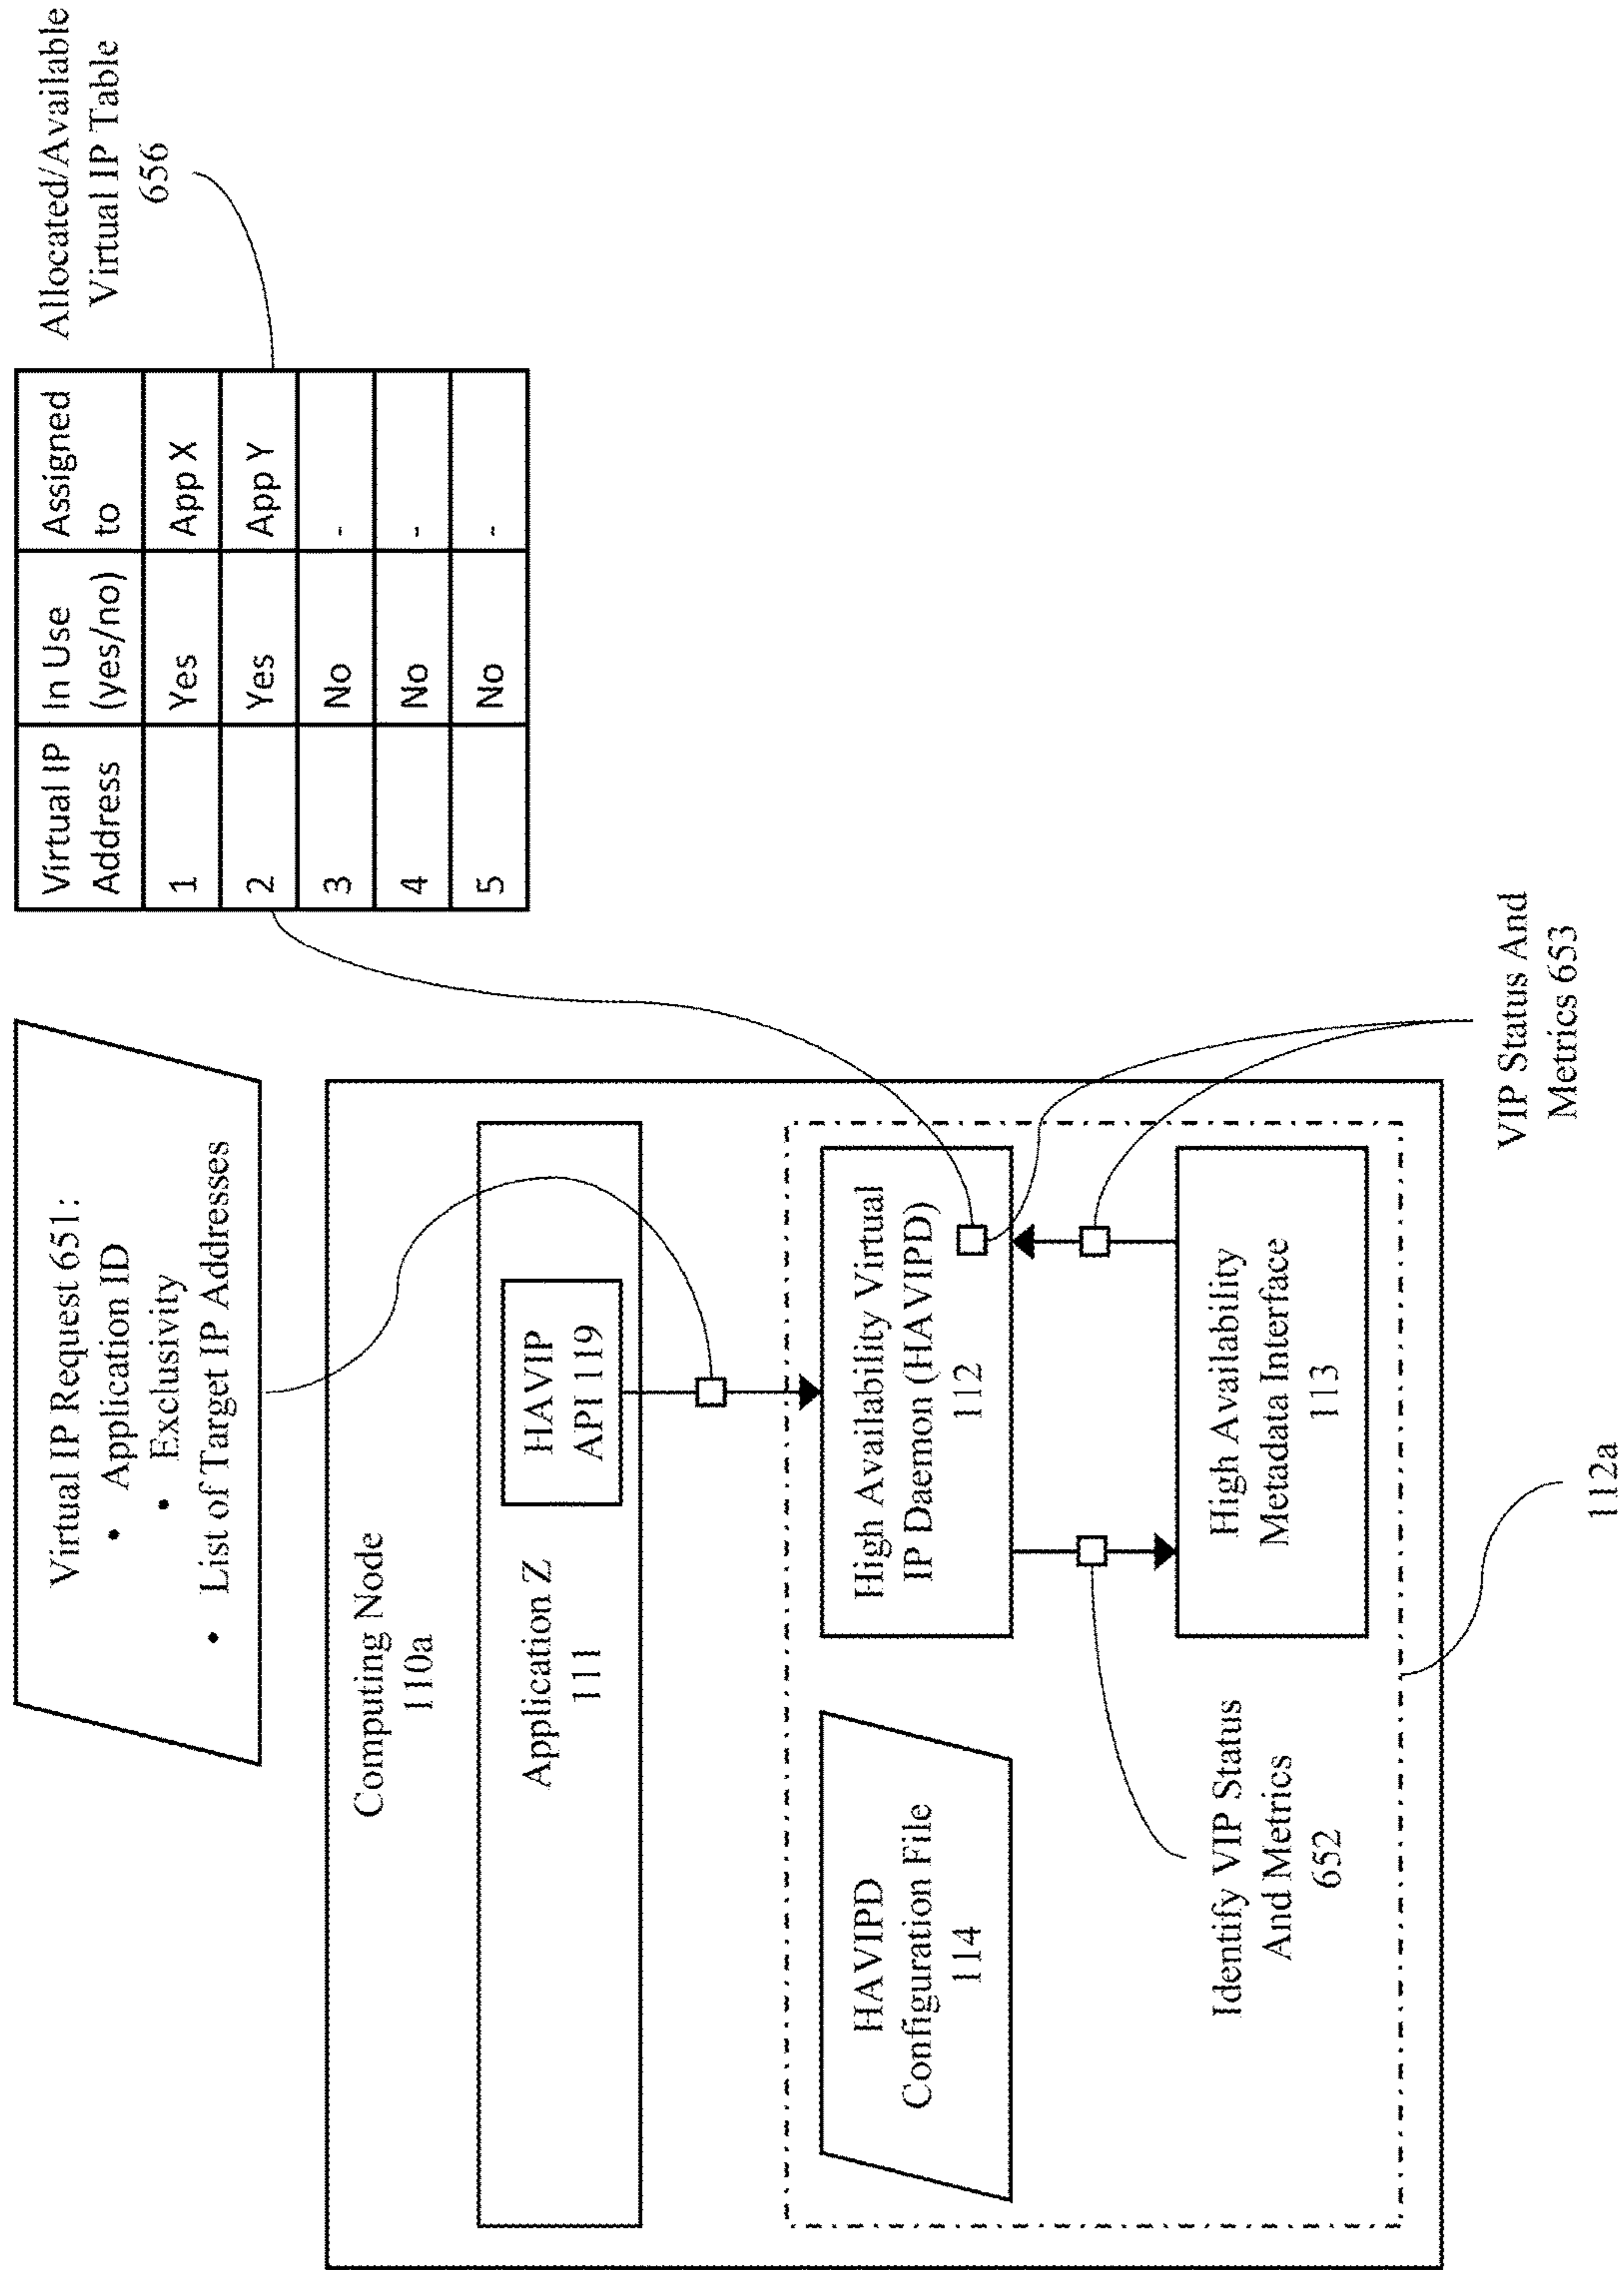 Virtual IP Request 651:
• Application ID
• Exclusivity
• List of Target IP Addresses
Allocated/Available
Virtual IP Table
656
Virtual IP Address In Use (yes/no) Assigned to
1 Yes App X
2 Yes App Y
3 No -
4 No -
5 No -
Computing Node
110a
Application Z
111
HAVIP
API 119
HAVIPD
Configuration File
114
High Availability Virtual
IP Daemon (HAVIPD)
112
Identify VIP Status
And Metrics
652
High Availability
Metadata Interface
113
VIP Status And
Metrics 653
112a